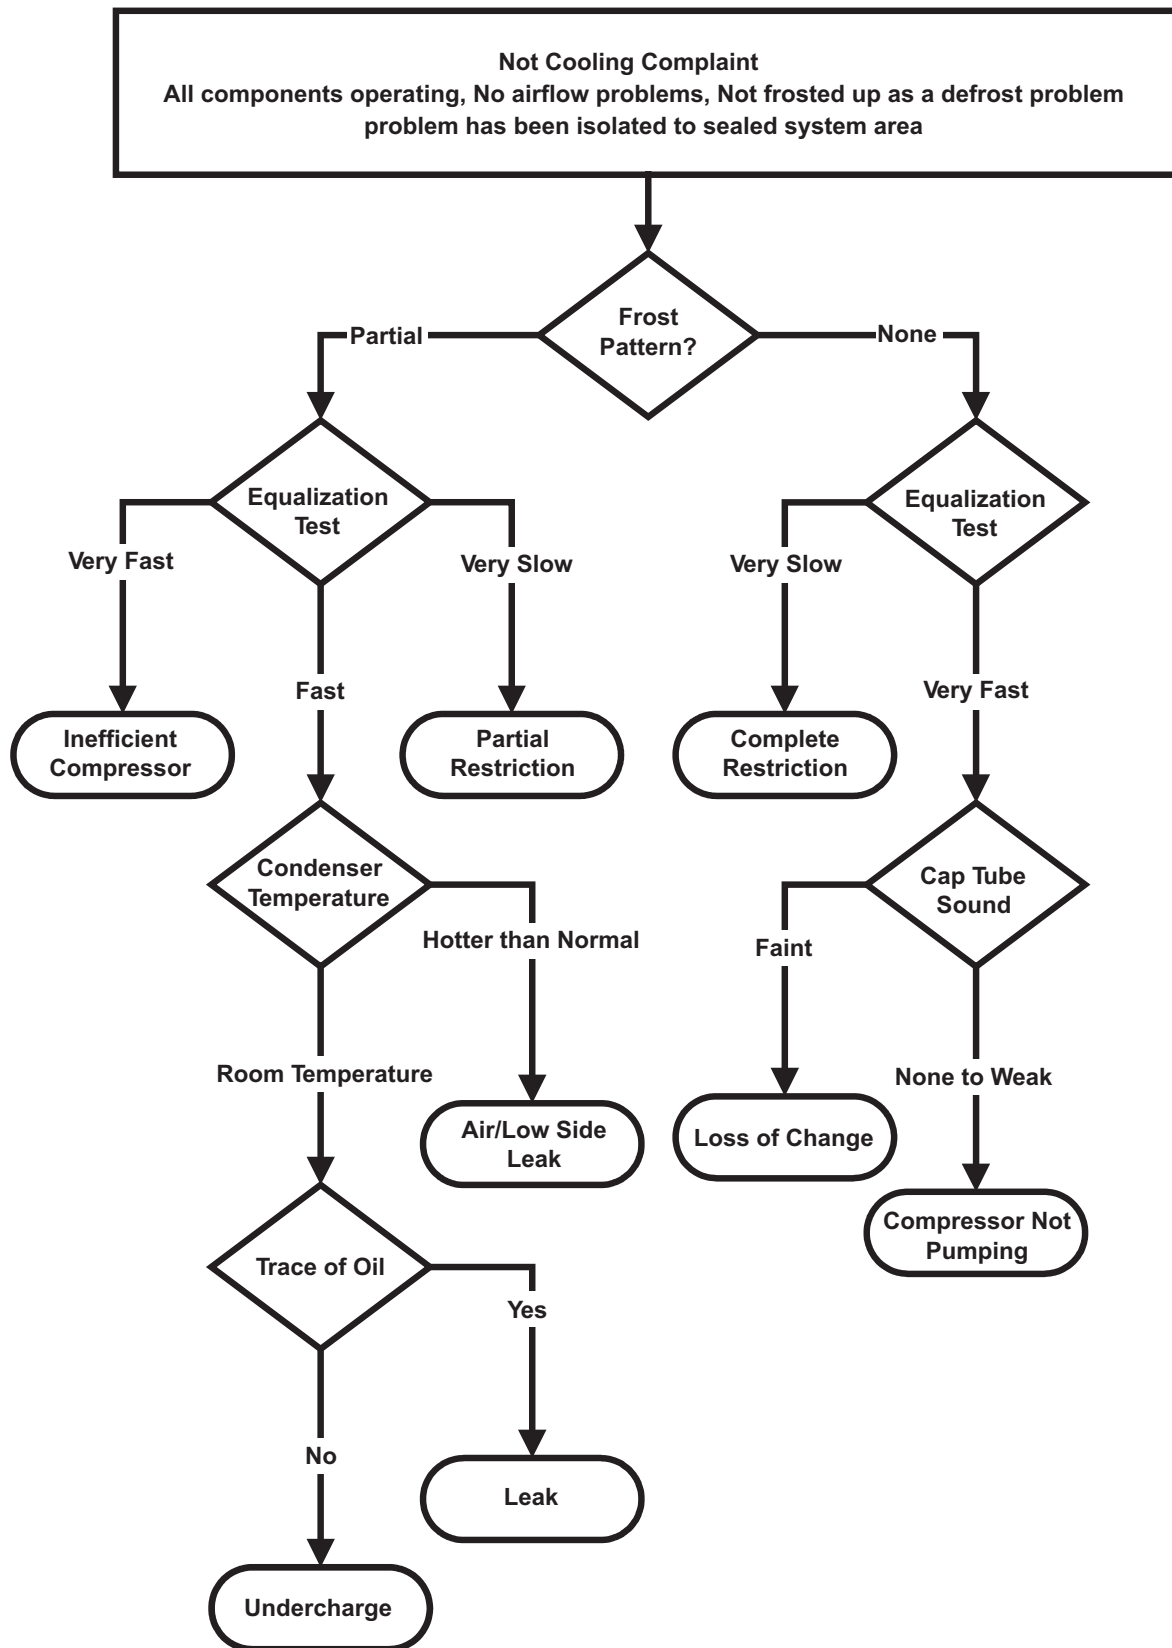 Not Cooling Complaint
All components operating, No airflow problems, Not frosted up as a defrost problem
problem has been isolated to sealed system area
Frost
Pattern?
Partial
None
Equalization
Test
Equalization
Test
Very Fast
Very Slow
Very Slow
Fast
Very Fast
Inefficient
Compressor
Partial
Restriction
Complete
Restriction
Condenser
Temperature
Cap Tube
Sound
Hotter than Normal
Faint
Room Temperature
None to Weak
Air/Low Side
Leak
Loss of Change
Compressor Not
Pumping
Trace of Oil
Yes
No
Leak
Undercharge